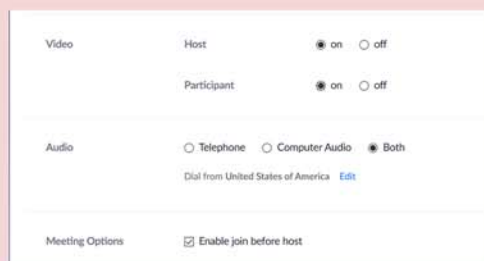 Video Host on off
Participant on off
Audio Telephone Computer Audio Both
Dial from United States of America Edit
Meeting Options Enable join before host